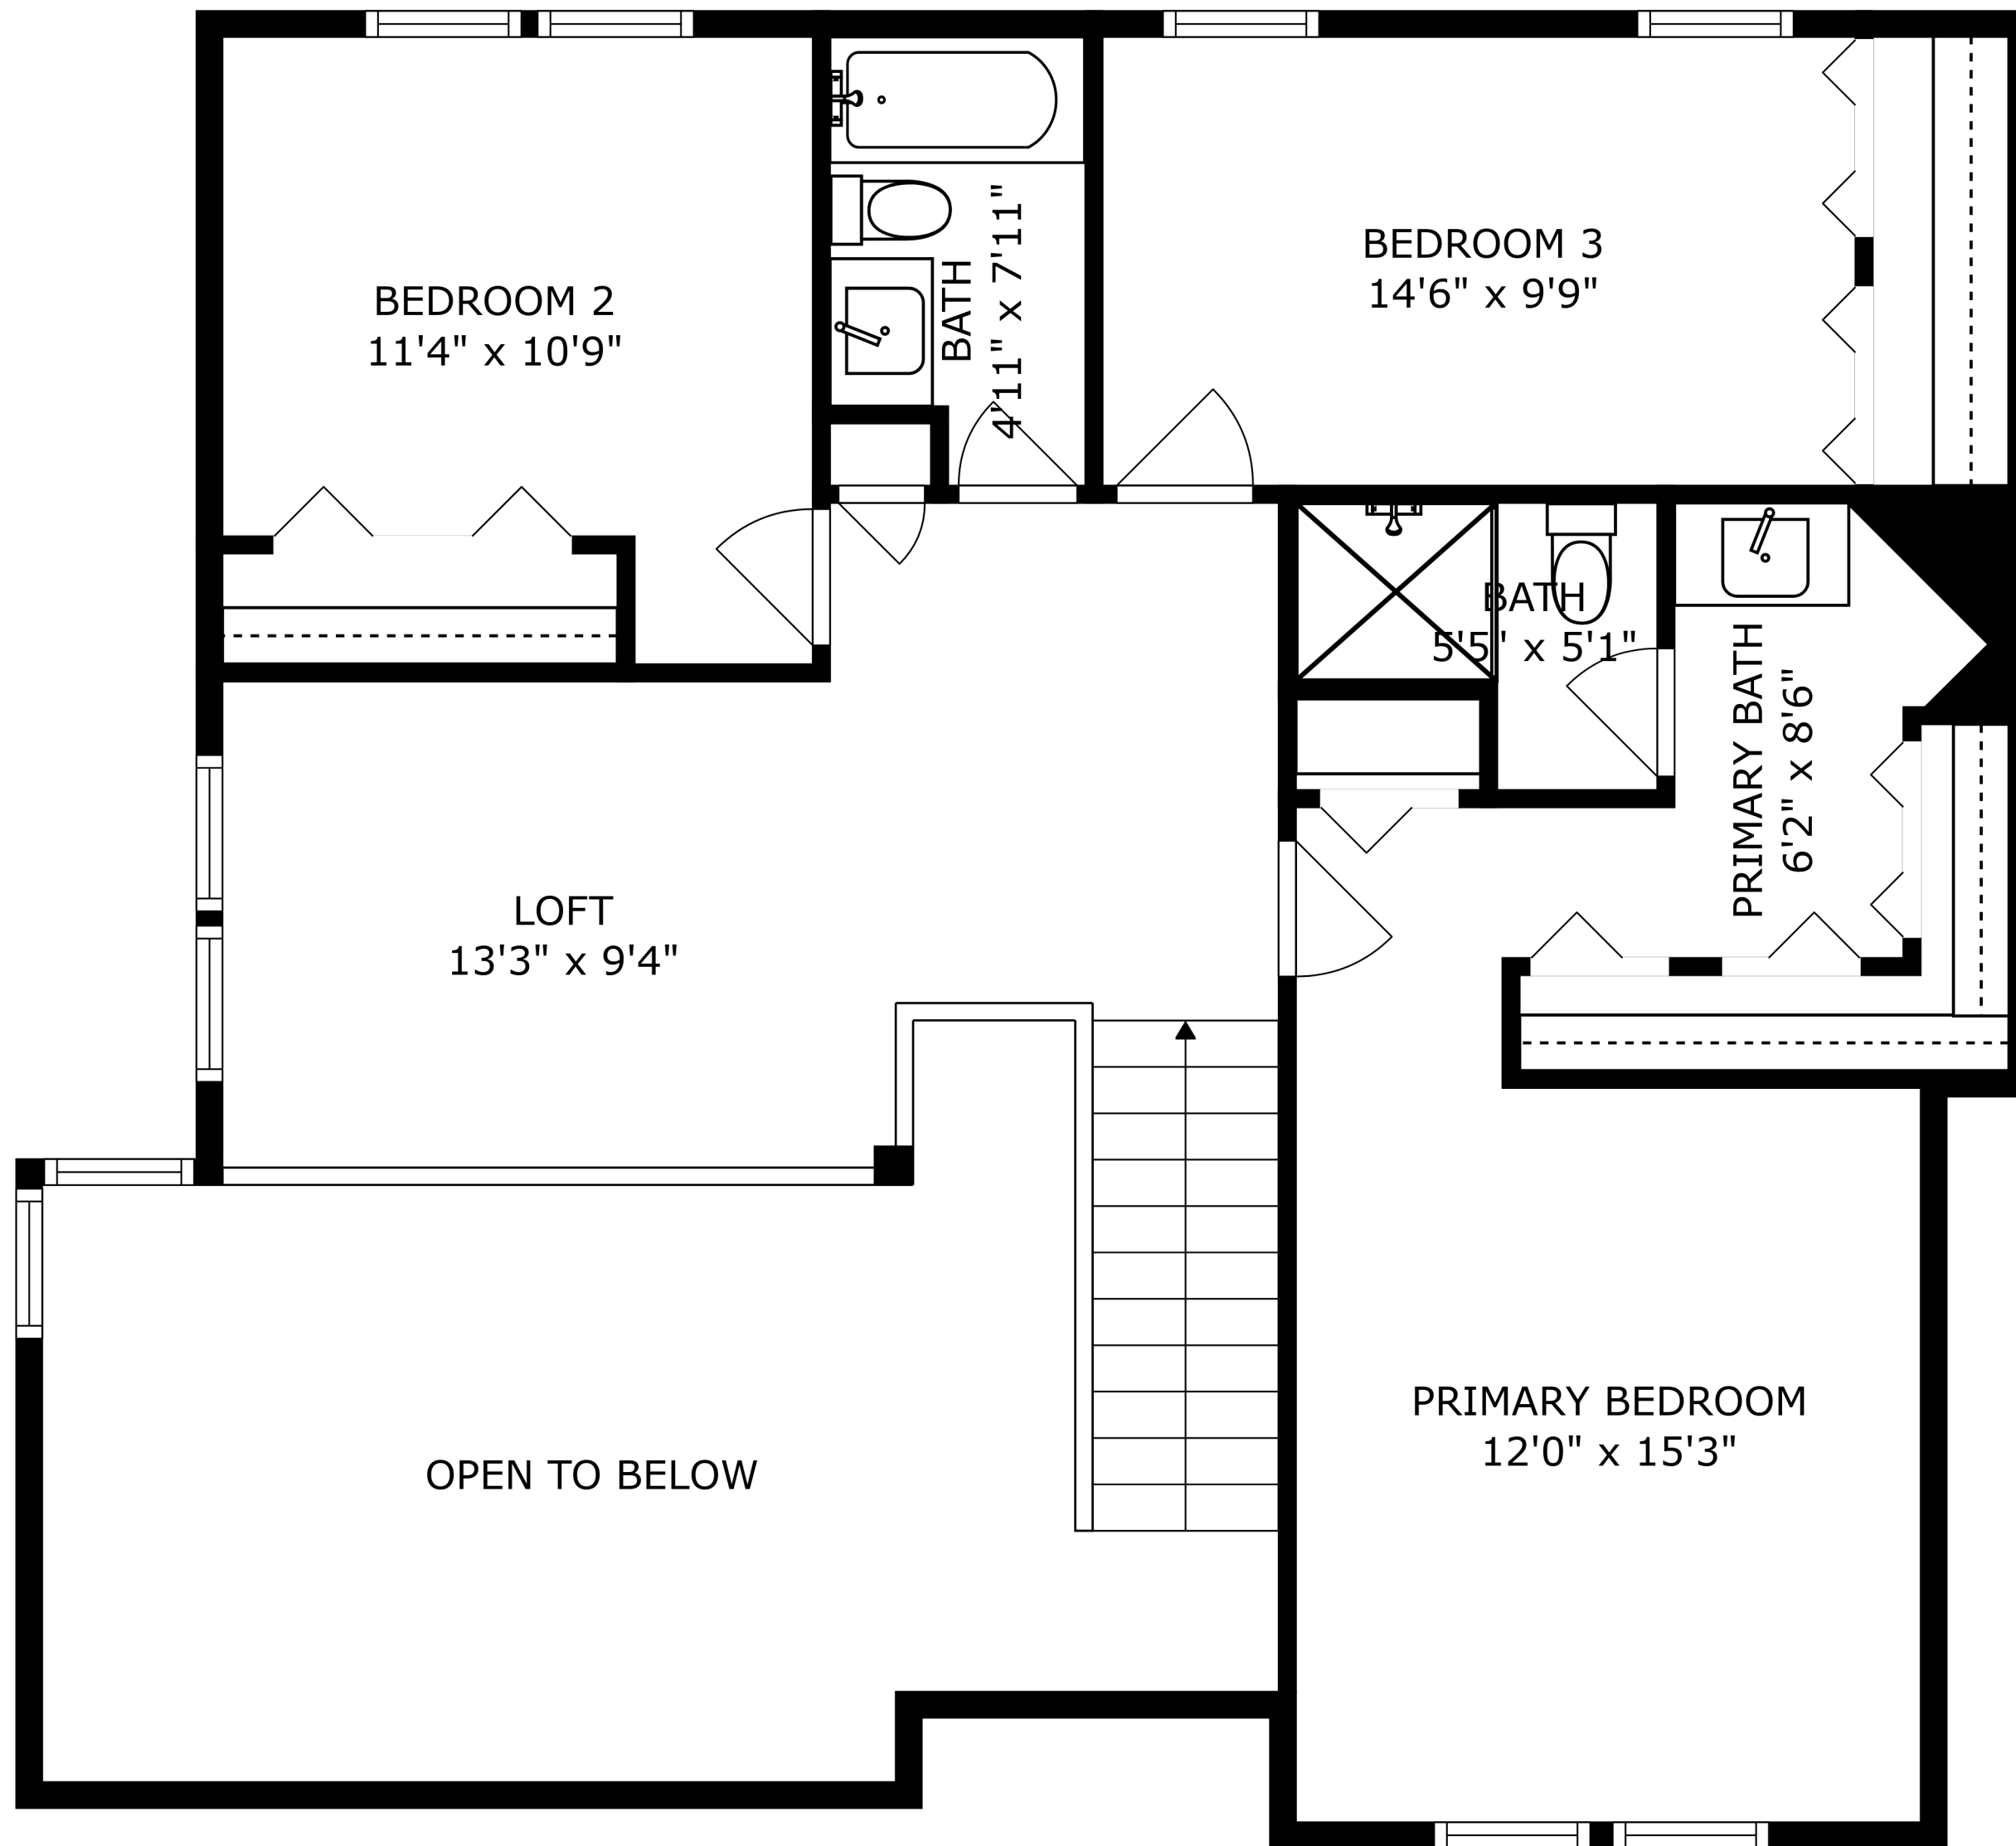 BEDROOM 2
11'4" x 10'9"
BATH
4'11" x 7'11"
BEDROOM 3
14'6" x 9'9"
BATH
5'5" x 5'1"
PRIMARY BATH
6'2" x 8'6"
LOFT
13'3" x 9'4"
PRIMARY BEDROOM
12'0" x 15'3"
OPEN TO BELOW